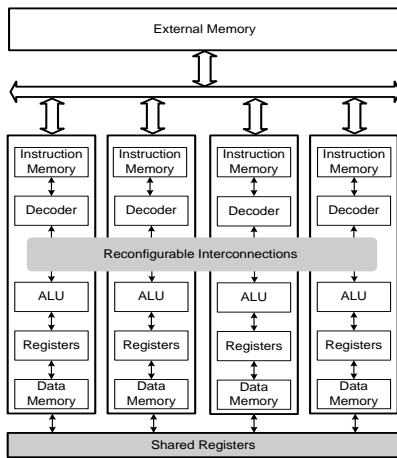 External Memory
Instruction Memory
Instruction Memory
Instruction Memory
Instruction Memory
Decoder
Decoder
Decoder
Decoder
Reconfigurable Interconnections
ALU
ALU
ALU
ALU
Registers
Registers
Registers
Registers
Data Memory
Data Memory
Data Memory
Data Memory
Shared Registers